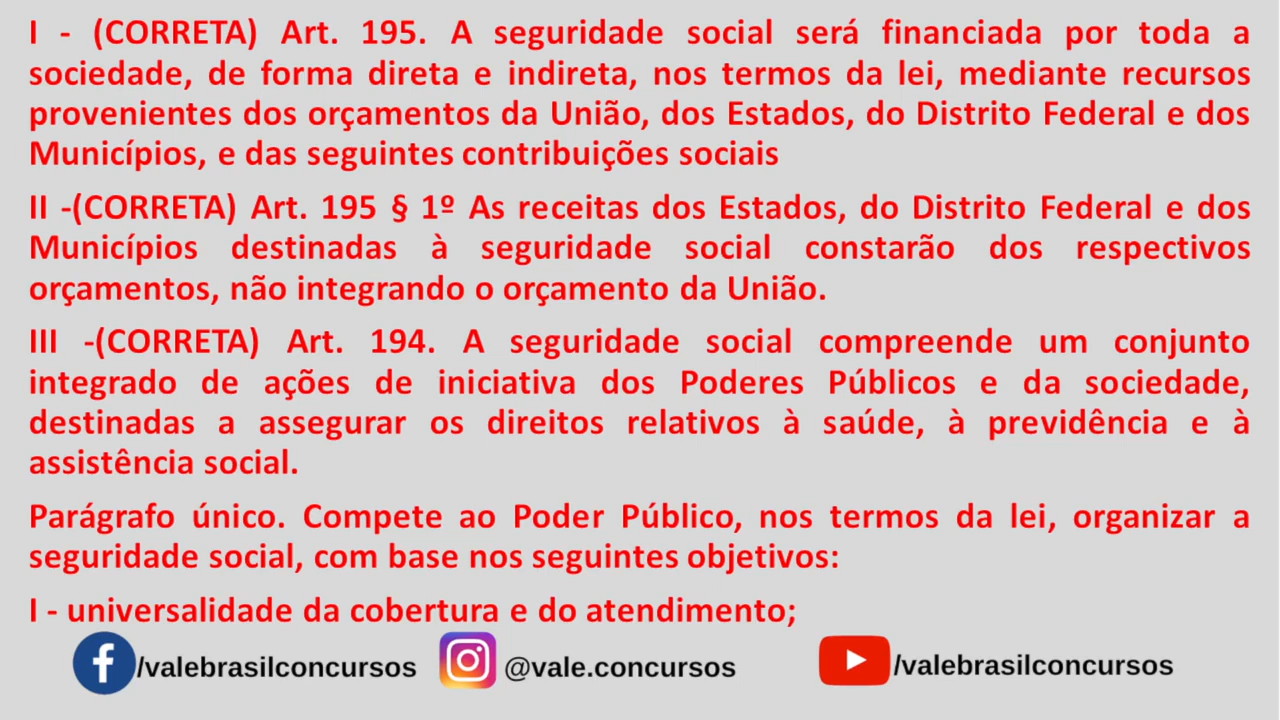 I - (CORRETA) Art. 195. A seguridade social será financiada por toda a
sociedade, de forma direta e indireta, nos termos da lei, mediante recursos
provenientes dos orçamentos da União, dos Estados, do Distrito Federal e dos
Municípios, e das seguintes contribuições sociais
II -(CORRETA) Art. 195 § 1º As receitas dos Estados, do Distrito Federal e dos
Municípios destinadas à seguridade social constarão dos respectivos
orçamentos, não integrando o orçamento da União.
III -(CORRETA) Art. 194. A seguridade social compreende um conjunto
integrado de ações de iniciativa dos Poderes Públicos e da sociedade,
destinadas a assegurar os direitos relativos à saúde, à previdência e à
assistência social.
Parágrafo único. Compete ao Poder Público, nos termos da lei, organizar a
seguridade social, com base nos seguintes objetivos:
I - universalidade da cobertura e do atendimento;
/valebrasilconcursos @vale.concursos /valebrasilconcursos